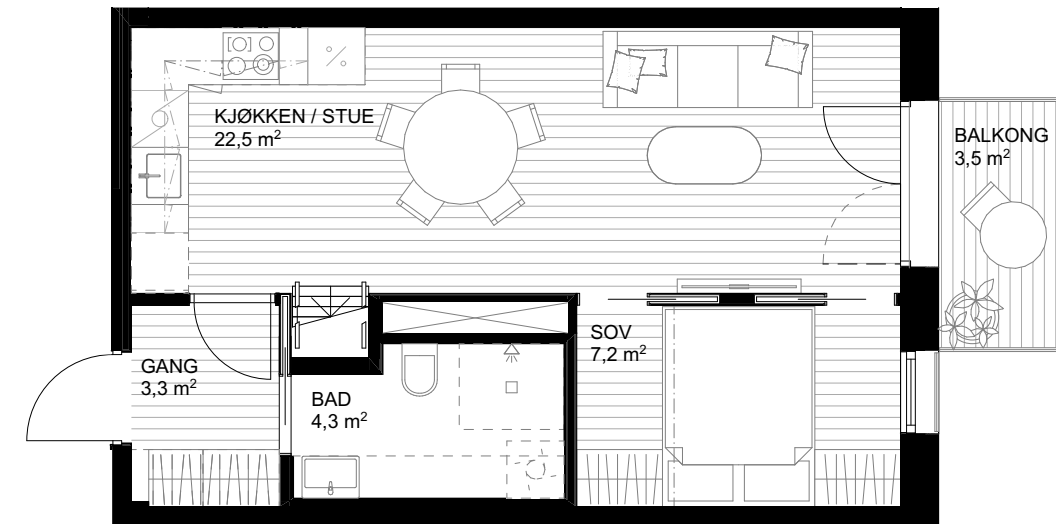 KJØKKEN / STUE
22,5 m²
BALKONG
3,5 m²
SOV
7,2 m²
GANG
3,3 m²
BAD
4,3 m²